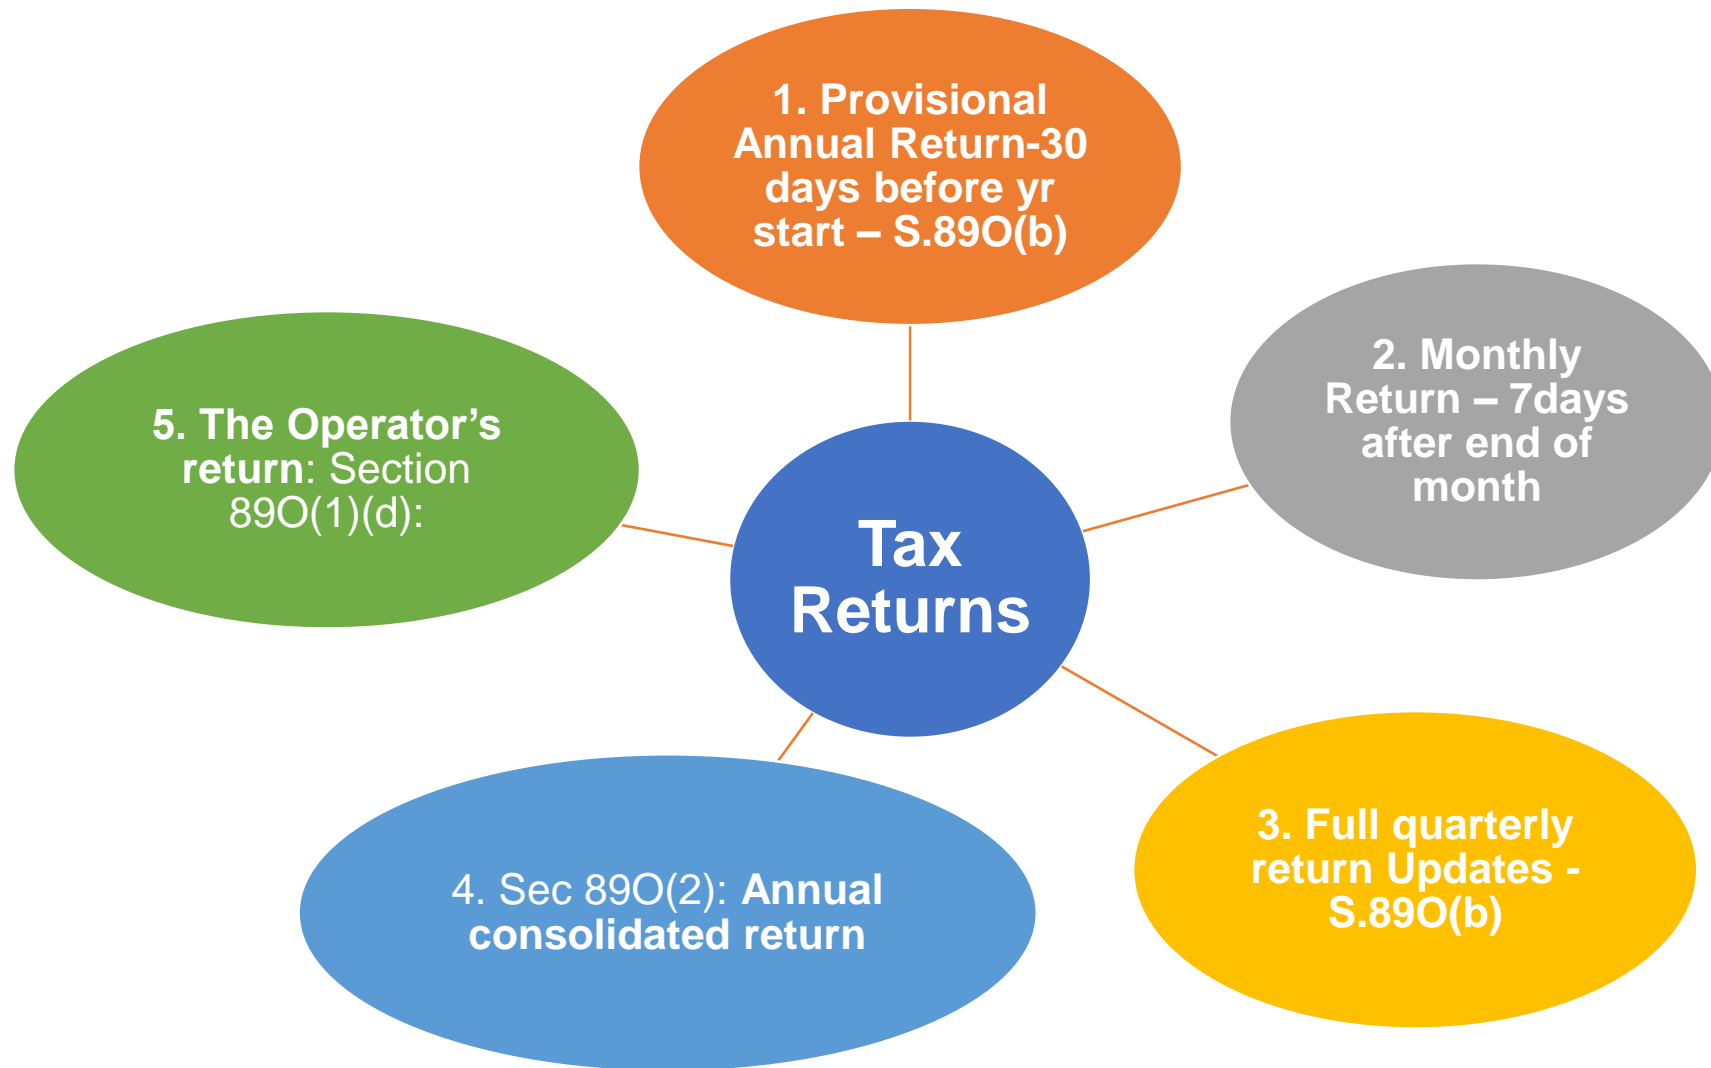 1. Provisional
Annual Return-30
days before yr
start – S.89O(b)
2. Monthly
Return – 7days
after end of
month
5. The Operator’s
return: Section
89O(1)(d):
Tax
Returns
3. Full quarterly
return Updates -
S.89O(b)
4. Sec 89O(2): Annual
consolidated return